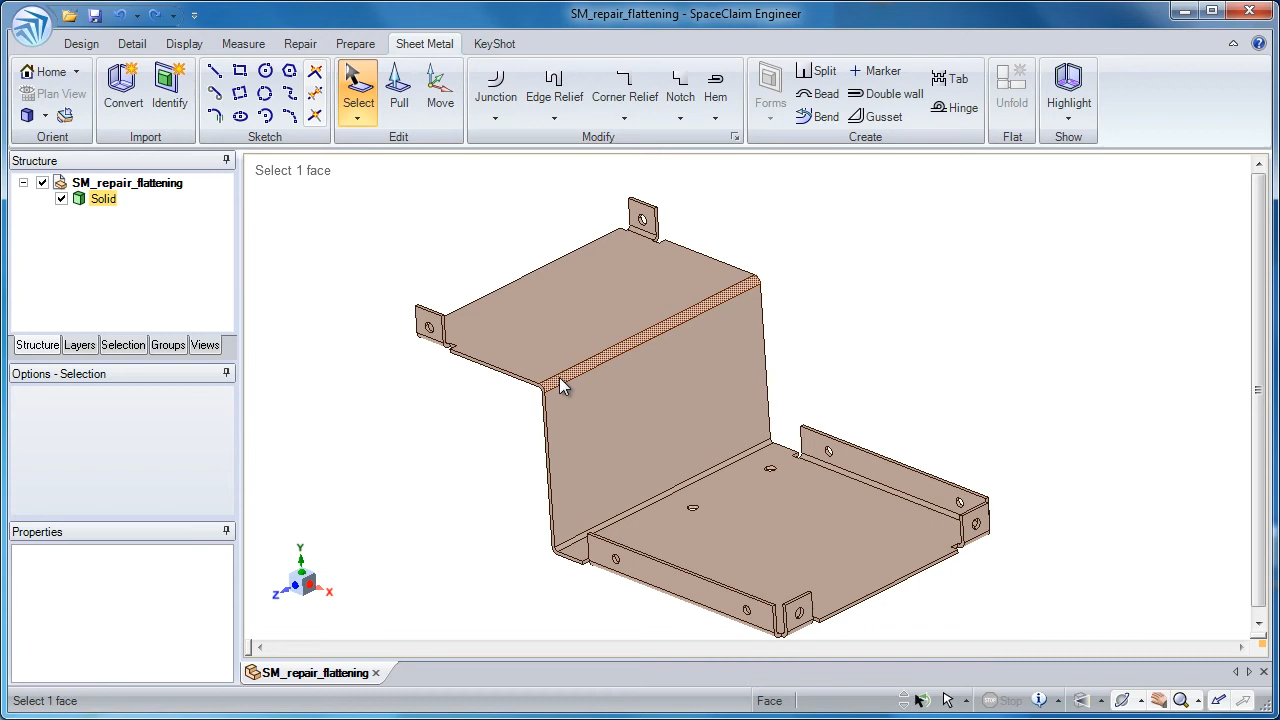 SM_repair_flattening - SpaceClaim Engineer
Design Detail Display Measure Repair Prepare Sheet Metal KeyShot
Home
Plan View
Orient
Convert Identify
Import
Sketch
Select Pull Move
Edit
Junction Edge Relief Corner Relief Notch Hem
Modify
Forms
Split Marker Tab
Bead Double wall Hinge
Bend Gusset
Create
Unfold
Flat
Highlight
Show
Structure
SM_repair_flattening
Solid
Structure Layers Selection Groups Views
Options - Selection
Properties
Select 1 face
Y
Z
X
SM_repair_flattening
Select 1 face
Face
Stop